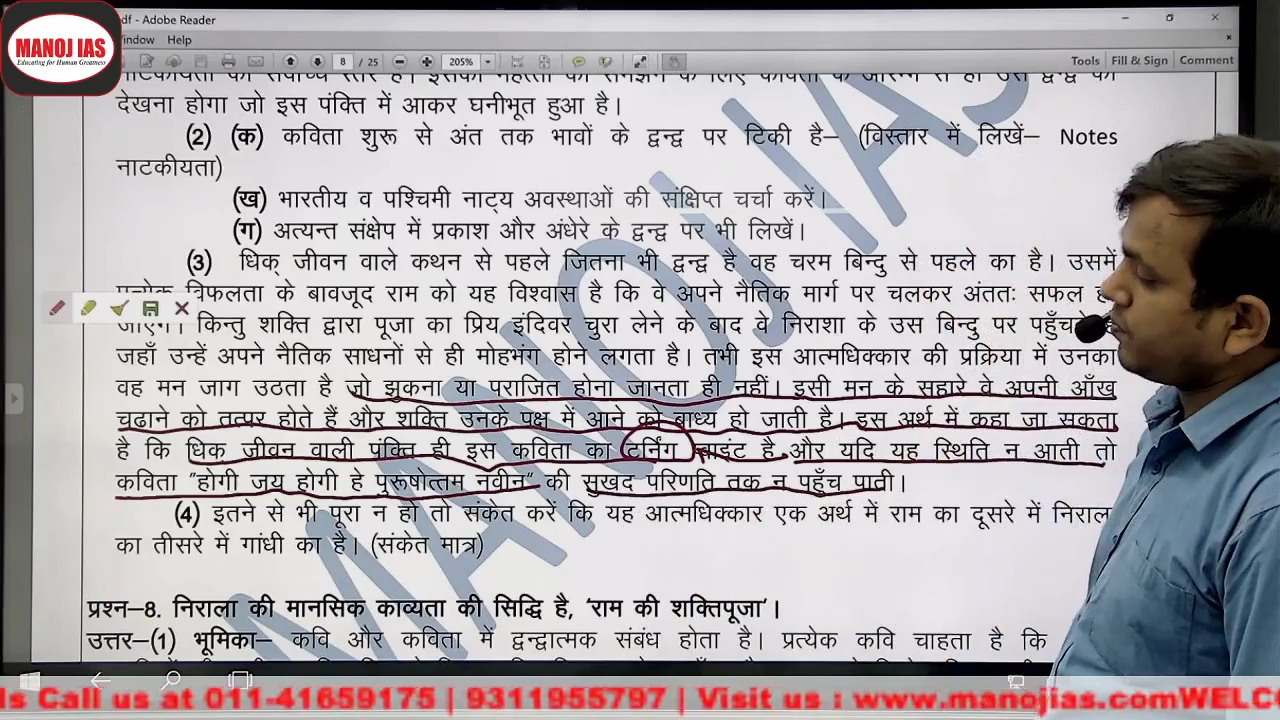 df - Adobe Reader
MANOJ IAS
Educating for Human Greatness
indow Help
8 / 25 205% Tools Fill & Sign Comment
देखना होगा जो इस पंक्ति में आकर घनीभूत हुआ है।
(2) (क) कविता शुरू से अंत तक भावों के द्वन्द्व पर टिकी है– (विस्तार में लिखें– Notes
नाटकीयता)
(ख) भारतीय व पश्चिमी नाट्य अवस्थाओं की संक्षिप्त चर्चा करें।
(ग) अत्यन्त संक्षेप में प्रकाश और अंधेरे के द्वन्द्व पर भी लिखें।
(3) धिक् जीवन वाले कथन से पहले जितना भी द्वन्द्व है वह चरम बिन्दु से पहले का है। उसमें
विफलता के बावजूद राम को यह विश्वास है कि वे अपने नैतिक मार्ग पर चलकर अंततः सफल
किन्तु शक्ति द्वारा पूजा का प्रिय इंदिवर चुरा लेने के बाद वे निराशा के उस बिन्दु पर
जहाँ उन्हें अपने नैतिक साधनों से ही मोहभंग होने लगता है। तभी इस आत्मधिक्कार की प्रक्रिया में उनका
वह मन जाग उठता है जो झुकना या पराजित होना जानता ही नहीं। इसी मन के सहारे वे अपनी आँख
चढ़ाने को तत्पर होते हैं और शक्ति उनके पक्ष में आने को बाध्य हो जाती है। इस अर्थ में कहा जा सकता
है कि धिक जीवन वाली पंक्ति ही इस कविता का टर्निंग प्वाइंट है और यदि यह स्थिति न आती तो
कविता "होगी जय होगी हे पुरूषोत्तम नवीन" की सुखद परिणति तक न पहुँच पाती।
(4) इतने से भी पूरा न हो तो संकेत करें कि यह आत्मधिक्कार एक अर्थ में राम का दूसरे में निराला
का तीसरे में गांधी का है। (संकेत मात्र)
प्रश्न–8. निराला की मानसिक काव्यता की सिद्धि है, 'राम की शक्तिपूजा'।
उत्तर–(1) भूमिका– कवि और कविता में द्वन्द्वात्मक संबंध होता है। प्रत्येक कवि चाहता है कि
MANOJ IAS
ls Call us at 011-41659175 | 9311955797 | Visit us : www.manojias.comWELCO